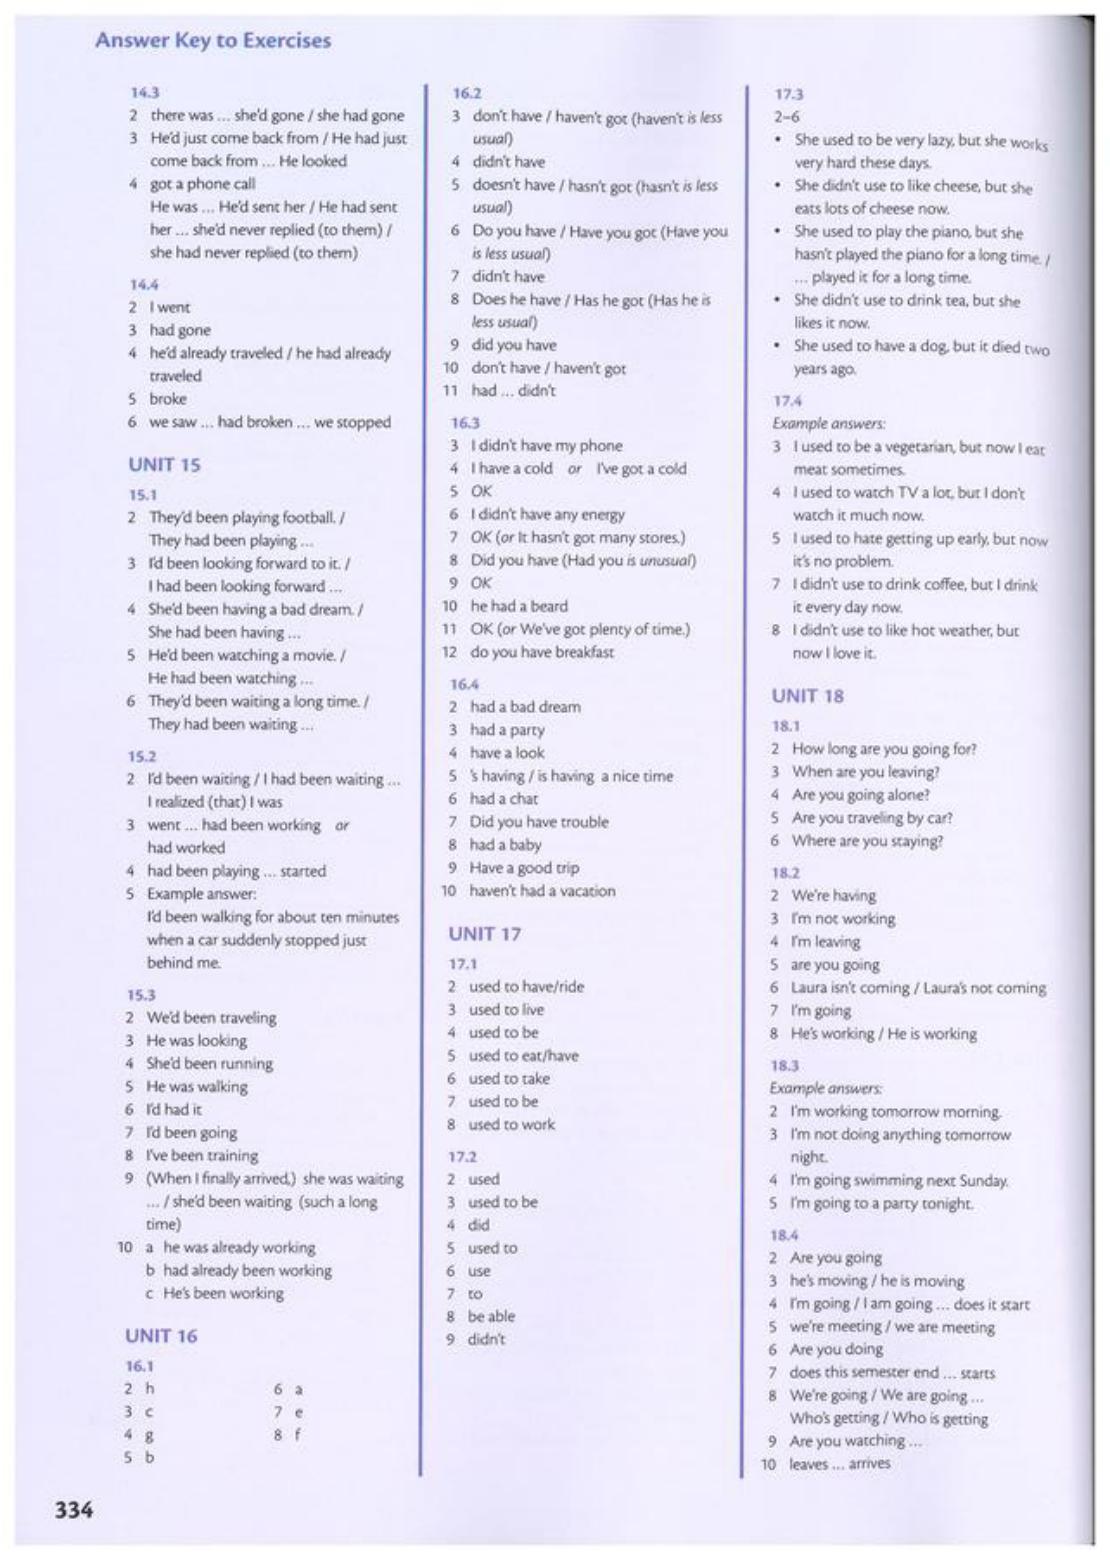 Answer Key to Exercises
14.3
2 there was ... she'd gone / she had gone
3 He'd just come back from / He had just
come back from ... He looked
4 got a phone call
He was ... He'd sent her / He had sent
her ... she'd never replied (to them) /
she had never replied (to them)
14.4
2 I went
3 had gone
4 he'd already traveled / he had already
traveled
5 broke
6 we saw ... had broken ... we stopped
UNIT 15
15.1
2 They'd been playing football. /
They had been playing ...
3 I'd been looking forward to it. /
I had been looking forward ...
4 She'd been having a bad dream. /
She had been having ...
5 He'd been watching a movie. /
He had been watching ...
6 They'd been waiting a long time. /
They had been waiting ...
15.2
2 I'd been waiting / I had been waiting ...
I realized (that) I was
3 went ... had been working or
had worked
4 had been playing ... started
5 Example answer:
I'd been walking for about ten minutes
when a car suddenly stopped just
behind me.
15.3
2 We'd been traveling
3 He was looking
4 She'd been running
5 He was walking
6 I'd had it
7 I'd been going
8 I've been training
9 (When I finally arrived,) she was waiting
... / she'd been waiting (such a long
time)
10 a he was already working
b had already been working
c He's been working
UNIT 16
16.1
2 h 6 a
3 c 7 e
4 g 8 f
5 b
16.2
3 don't have / haven't got (haven't is less
usual)
4 didn't have
5 doesn't have / hasn't got (hasn't is less
usual)
6 Do you have / Have you got (Have you
is less usual)
7 didn't have
8 Does he have / Has he got (Has he is
less usual)
9 did you have
10 don't have / haven't got
11 had ... didn't
16.3
3 I didn't have my phone
4 I have a cold or I've got a cold
5 OK
6 I didn't have any energy
7 OK (or It hasn't got many stores.)
8 Did you have (Had you is unusual)
9 OK
10 he had a beard
11 OK (or We've got plenty of time.)
12 do you have breakfast
16.4
2 had a bad dream
3 had a party
4 have a look
5 's having / is having a nice time
6 had a chat
7 Did you have trouble
8 had a baby
9 Have a good trip
10 haven't had a vacation
UNIT 17
17.1
2 used to have/ride
3 used to live
4 used to be
5 used to eat/have
6 used to take
7 used to be
8 used to work
17.2
2 used
3 used to be
4 did
5 used to
6 use
7 to
8 be able
9 didn't
17.3
2–6
• She used to be very lazy, but she works
very hard these days.
• She didn't use to like cheese, but she
eats lots of cheese now.
• She used to play the piano, but she
hasn't played the piano for a long time. /
... played it for a long time.
• She didn't use to drink tea, but she
likes it now.
• She used to have a dog, but it died two
years ago.
17.4
Example answers:
3 I used to be a vegetarian, but now I eat
meat sometimes.
4 I used to watch TV a lot, but I don't
watch it much now.
5 I used to hate getting up early, but now
it's no problem.
7 I didn't use to drink coffee, but I drink
it every day now.
8 I didn't use to like hot weather, but
now I love it.
UNIT 18
18.1
2 How long are you going for?
3 When are you leaving?
4 Are you going alone?
5 Are you traveling by car?
6 Where are you staying?
18.2
2 We're having
3 I'm not working
4 I'm leaving
5 are you going
6 Laura isn't coming / Laura's not coming
7 I'm going
8 He's working / He is working
18.3
Example answers:
2 I'm working tomorrow morning.
3 I'm not doing anything tomorrow
night.
4 I'm going swimming next Sunday.
5 I'm going to a party tonight.
18.4
2 Are you going
3 he's moving / he is moving
4 I'm going / I am going ... does it start
5 we're meeting / we are meeting
6 Are you doing
7 does this semester end ... starts
8 We're going / We are going ...
Who's getting / Who is getting
9 Are you watching ...
10 leaves ... arrives
334